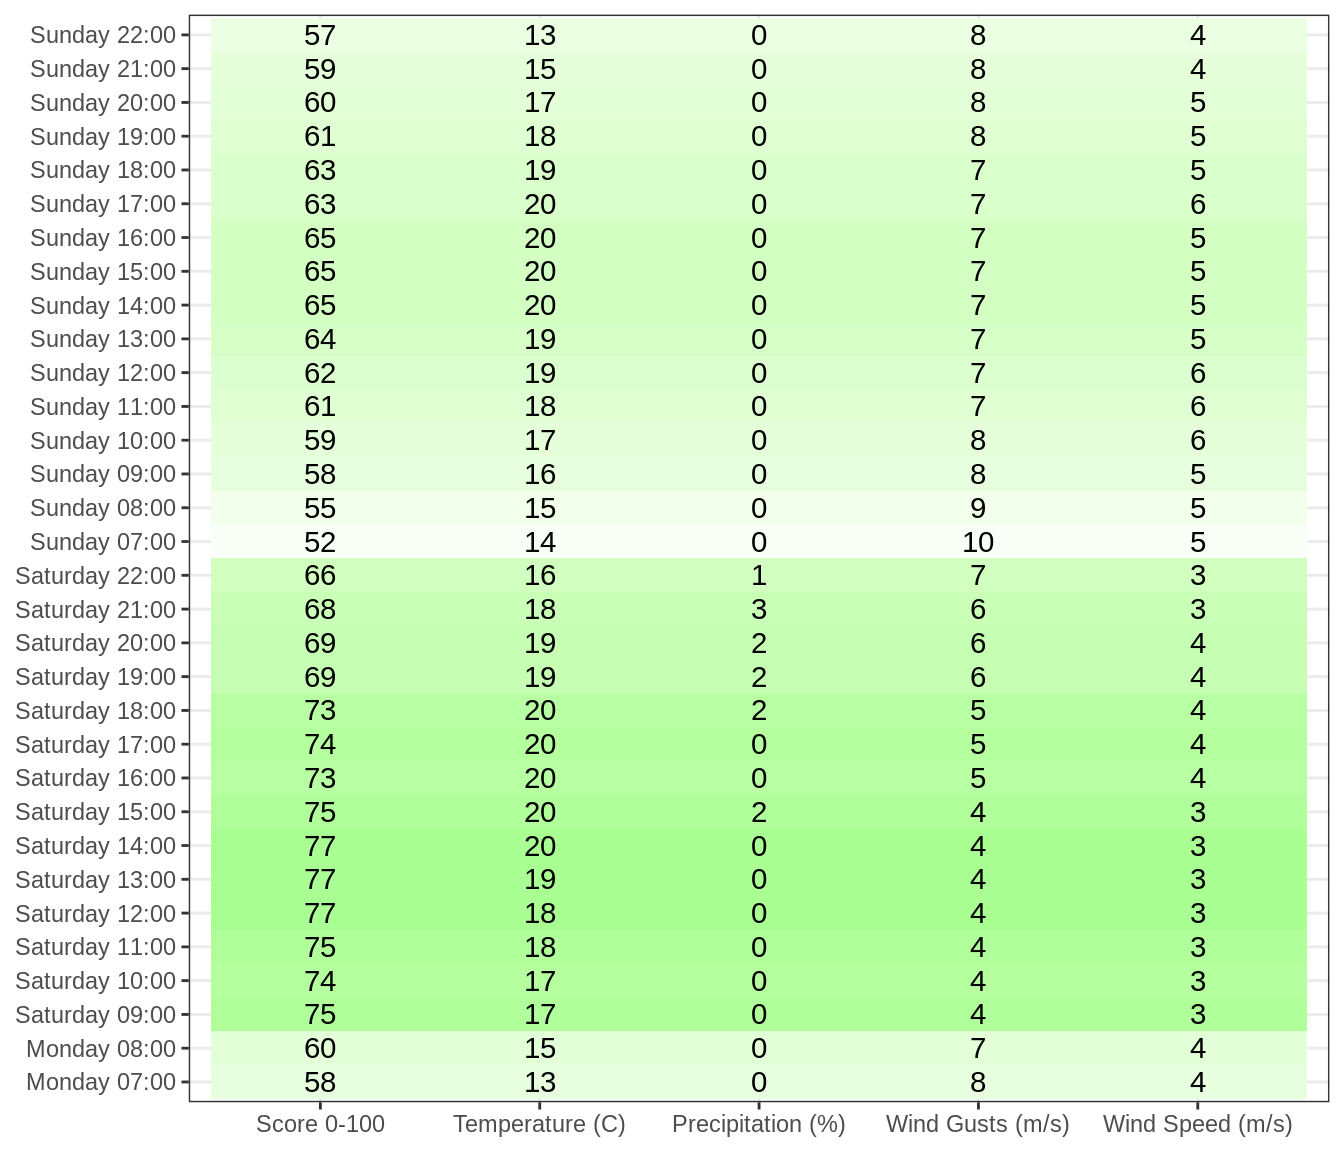 Sunday 22:00 57 13 0 8 4
Sunday 21:00 59 15 0 8 4
Sunday 20:00 60 17 0 8 5
Sunday 19:00 61 18 0 8 5
Sunday 18:00 63 19 0 7 5
Sunday 17:00 63 20 0 7 6
Sunday 16:00 65 20 0 7 5
Sunday 15:00 65 20 0 7 5
Sunday 14:00 65 20 0 7 5
Sunday 13:00 64 19 0 7 5
Sunday 12:00 62 19 0 7 6
Sunday 11:00 61 18 0 7 6
Sunday 10:00 59 17 0 8 6
Sunday 09:00 58 16 0 8 5
Sunday 08:00 55 15 0 9 5
Sunday 07:00 52 14 0 10 5
Saturday 22:00 66 16 1 7 3
Saturday 21:00 68 18 3 6 3
Saturday 20:00 69 19 2 6 4
Saturday 19:00 69 19 2 6 4
Saturday 18:00 73 20 2 5 4
Saturday 17:00 74 20 0 5 4
Saturday 16:00 73 20 0 5 4
Saturday 15:00 75 20 2 4 3
Saturday 14:00 77 20 0 4 3
Saturday 13:00 77 19 0 4 3
Saturday 12:00 77 18 0 4 3
Saturday 11:00 75 18 0 4 3
Saturday 10:00 74 17 0 4 3
Saturday 09:00 75 17 0 4 3
Monday 08:00 60 15 0 7 4
Monday 07:00 58 13 0 8 4
Score 0-100 Temperature (C) Precipitation (%) Wind Gusts (m/s) Wind Speed (m/s)